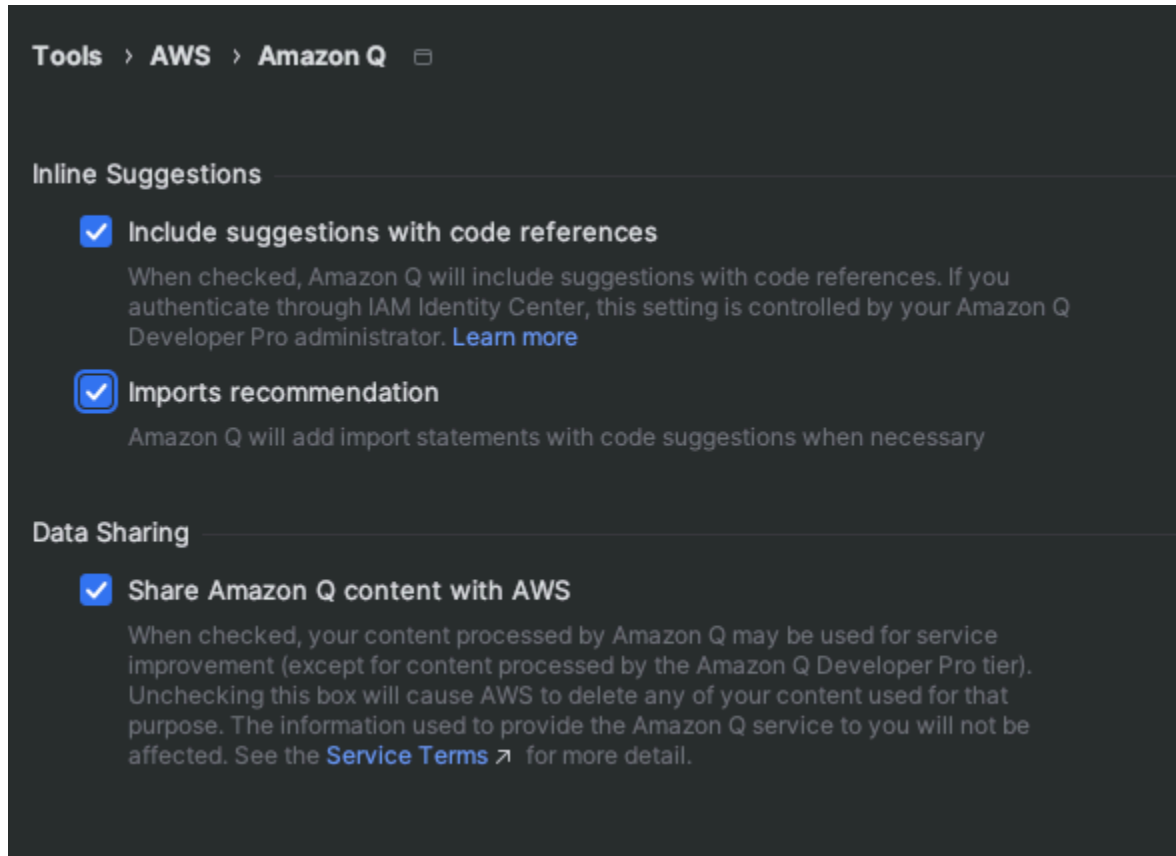 Tools › AWS › Amazon Q
Inline Suggestions
Include suggestions with code references
When checked, Amazon Q will include suggestions with code references. If you
authenticate through IAM Identity Center, this setting is controlled by your Amazon Q
Developer Pro administrator. Learn more
Imports recommendation
Amazon Q will add import statements with code suggestions when necessary
Data Sharing
Share Amazon Q content with AWS
When checked, your content processed by Amazon Q may be used for service
improvement (except for content processed by the Amazon Q Developer Pro tier).
Unchecking this box will cause AWS to delete any of your content used for that
purpose. The information used to provide the Amazon Q service to you will not be
affected. See the Service Terms ↗ for more detail.